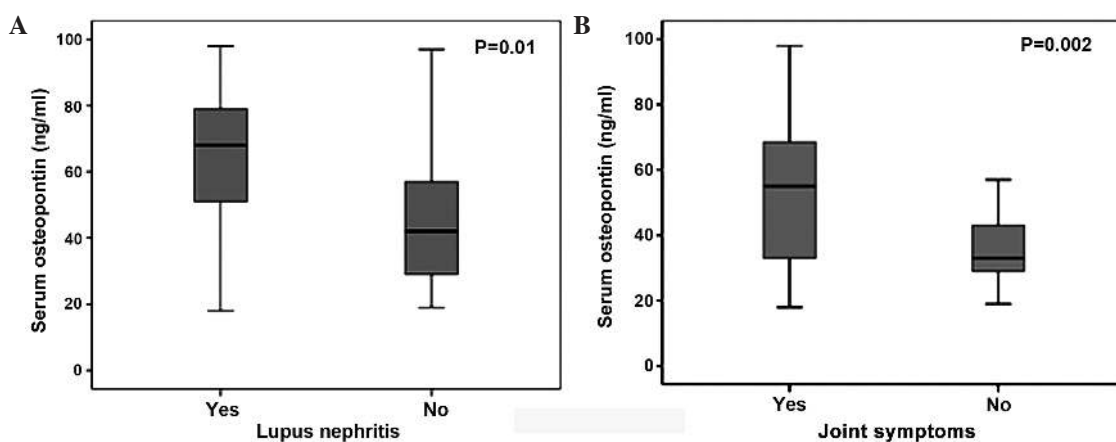 A
Serum osteopontin (ng/ml)
100
80
60
40
20
0
P=0.01
Yes
No
Lupus nephritis
B
Serum osteopontin (ng/ml)
100
80
60
40
20
0
P=0.002
Yes
No
Joint symptoms